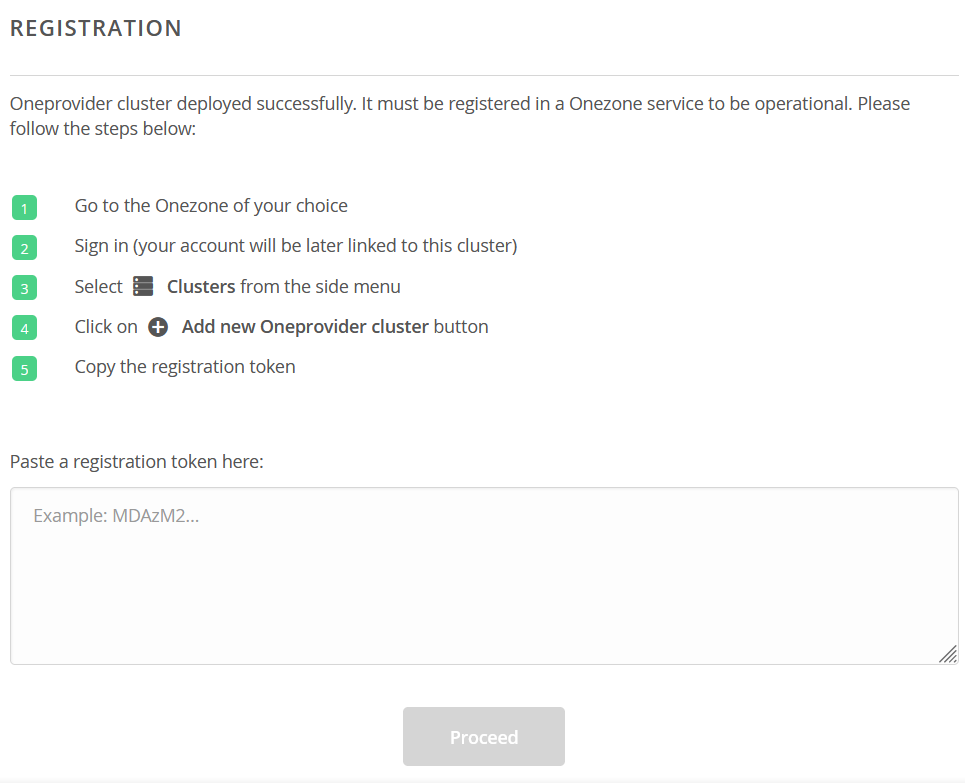 REGISTRATION
Oneprovider cluster deployed successfully. It must be registered in a Onezone service to be operational. Please
follow the steps below:
1 Go to the Onezone of your choice
2 Sign in (your account will be later linked to this cluster)
3 Select Clusters from the side menu
4 Click on Add new Oneprovider cluster button
5 Copy the registration token
Paste a registration token here:
Example: MDAzM2...
Proceed